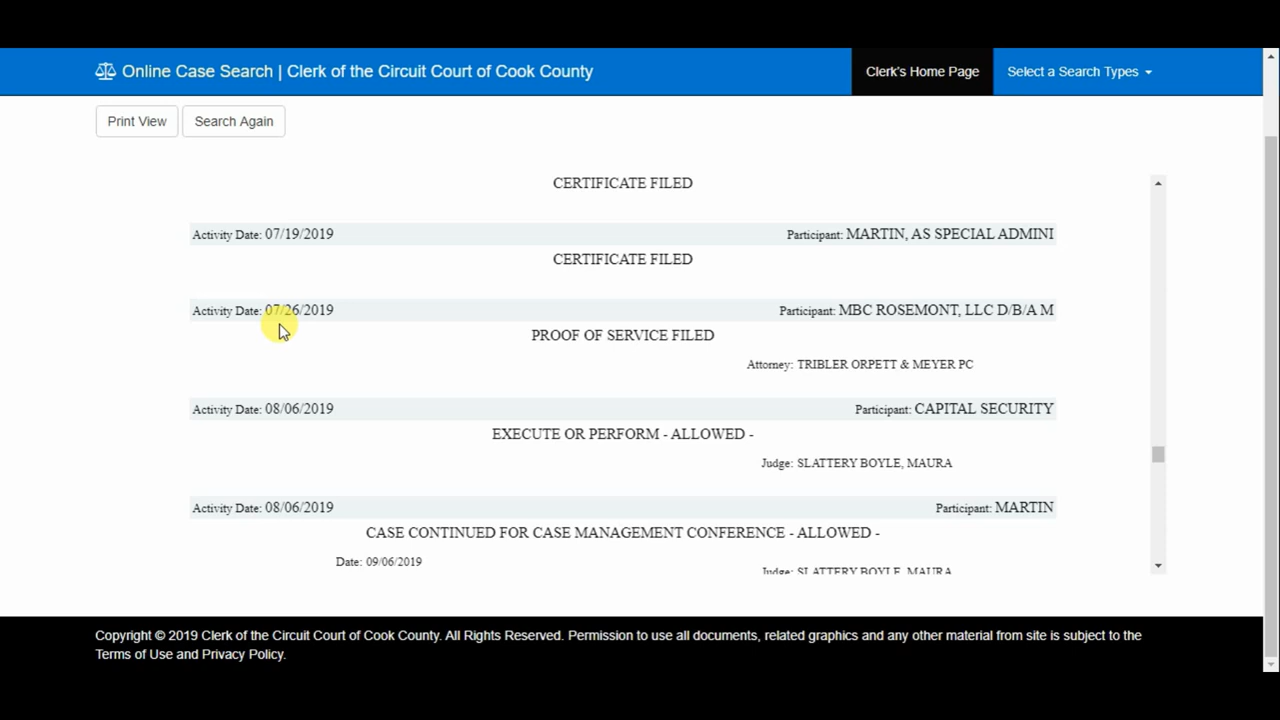 Online Case Search | Clerk of the Circuit Court of Cook County
Clerk's Home Page
Select a Search Types
Print View
Search Again
CERTIFICATE FILED
Activity Date: 07/19/2019 Participant: MARTIN, AS SPECIAL ADMINI
CERTIFICATE FILED
Activity Date: 07/26/2019 Participant: MBC ROSEMONT, LLC D/B/A M
PROOF OF SERVICE FILED
Attorney: TRIBLER ORPETT & MEYER PC
Activity Date: 08/06/2019 Participant: CAPITAL SECURITY
EXECUTE OR PERFORM - ALLOWED -
Judge: SLATTERY BOYLE, MAURA
Activity Date: 08/06/2019 Participant: MARTIN
CASE CONTINUED FOR CASE MANAGEMENT CONFERENCE - ALLOWED -
Date: 09/06/2019
Judge: SLATTERY BOYLE, MAURA
Copyright © 2019 Clerk of the Circuit Court of Cook County. All Rights Reserved. Permission to use all documents, related graphics and any other material from site is subject to the
Terms of Use and Privacy Policy.